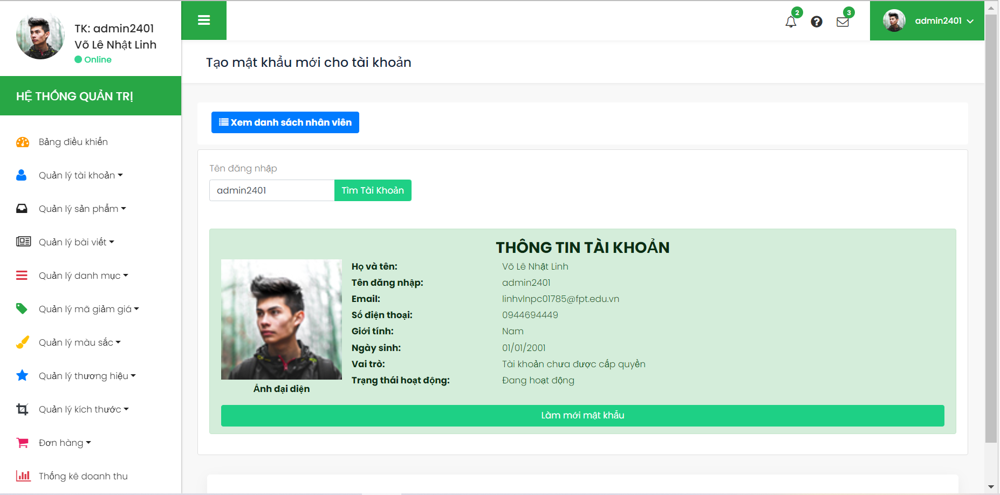 TK: admin2401
Võ Lê Nhật Linh
Online
HỆ THỐNG QUẢN TRỊ
Bảng điều khiển
Quản lý tài khoản
Quản lý sản phẩm
Quản lý bài viết
Quản lý danh mục
Quản lý mã giảm giá
Quản lý màu sắc
Quản lý thương hiệu
Quản lý kích thước
Đơn hàng
Thống kê doanh thu
2
3
admin2401
Tạo mật khẩu mới cho tài khoản
Xem danh sách nhân viên
Tên đăng nhập
admin2401 Tìm Tài Khoản
THÔNG TIN TÀI KHOẢN
Họ và tên: Võ Lê Nhật Linh
Tên đăng nhập: admin2401
Email: linhvlnpc01785@fpt.edu.vn
Số điện thoại: 0944694449
Giới tính: Nam
Ngày sinh: 01/01/2001
Vai trò: Tài khoản chưa được cấp quyền
Trạng thái hoạt động: Đang hoạt động
Ảnh đại diện
Làm mới mật khẩu